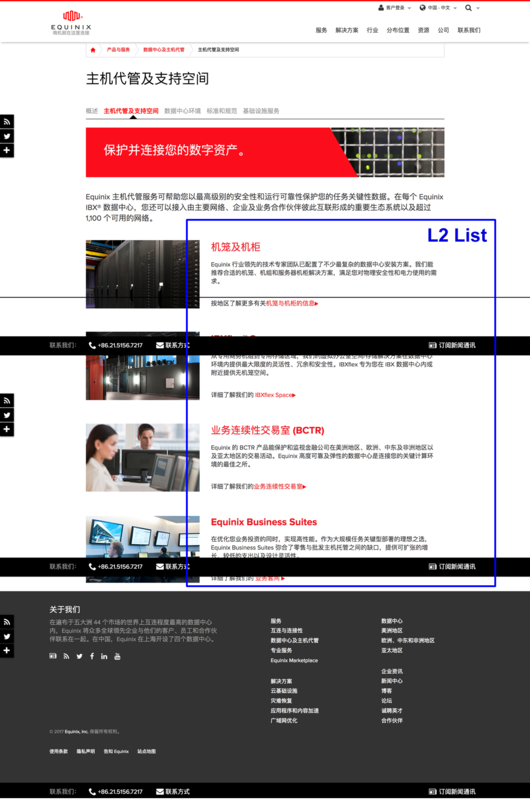 客户登录
中国 - 中文
EQUINIX
服务 解决方案 行业 分布位置 资源 公司 联系我们
产品与服务 数据中心及主机代管 主机代管及支持空间
主机代管及支持空间
概述 主机代管及支持空间 数据中心环境 标准和规范 基础设施服务
保护并连接您的数字资产。
Equinix 主机代管服务可帮助您以最高级别的安全性和运行可靠性保护您的任务关键性数据。在每个 Equinix
IBX® 数据中心，您还可以接入由主要网络、企业及业务合作伙伴彼此互联形成的重要生态系统以及超过
1,100 个可用的网络。
L2 List
机笼及机柜
Equinix 行业领先的技术专家团队已配置了不少最复杂的数据中心安装方案。我们能
推荐合适的机笼、机组和服务器机柜解决方案，满足您对物理安全性和电力使用的需
求。
按地区了解更多有关机笼与机柜的信息▸
联系我们： +86.21.5156.7217 联系方式 订阅新闻通讯
环境内提供最大限度的灵活性、冗余和安全性。IBXflex 专为您在 IBX 数据中心内或
附近提供无机笼空间。
详细了解我们的 IBXflex Space▸
业务连续性交易室 (BCTR)
Equinix 的 BCTR 产品能保护和监视金融公司在美洲地区、欧洲、中东及非洲地区以
及亚太地区的交易活动。Equinix 高度可靠及弹性的数据中心是连接您的关键计算环
境的最佳之所。
详细了解我们的业务连续性交易室▸
Equinix Business Suites
在优化您业务投资的同时，实现高性能。作为大规模任务关键型部署的理想之选，
Equinix Business Suites 弥合了零售与批发主机托管之间的缺口，提供可扩张的增
长、较低的支出以及设计灵活性。
联系我们： +86.21.5156.7217 联系方式 订阅新闻通讯
详细了解我们的 业务套间 ▸
关于我们
在遍布于五大洲 44 个市场的世界上互连程度最高的数据中心
内，Equinix 将众多全球领先企业与他们的客户、员工和合作伙
伴联系在一起。在中国，Equinix 在上海开设了四个数据中心。
服务
互连与连接性
数据中心及主机代管
专业服务
Equinix Marketplace
解决方案
云基础设施
灾难恢复
应用程序和内容加速
广域网优化
数据中心
美洲地区
欧洲、中东和非洲地区
亚太地区
企业资讯
新闻中心
博客
论坛
诚聘英才
合作伙伴
© 2017 Equinix, Inc. 保留所有权利。
使用条款 隐私声明 告知 Equinix 站点地图
联系我们： +86.21.5156.7217 联系方式 订阅新闻通讯